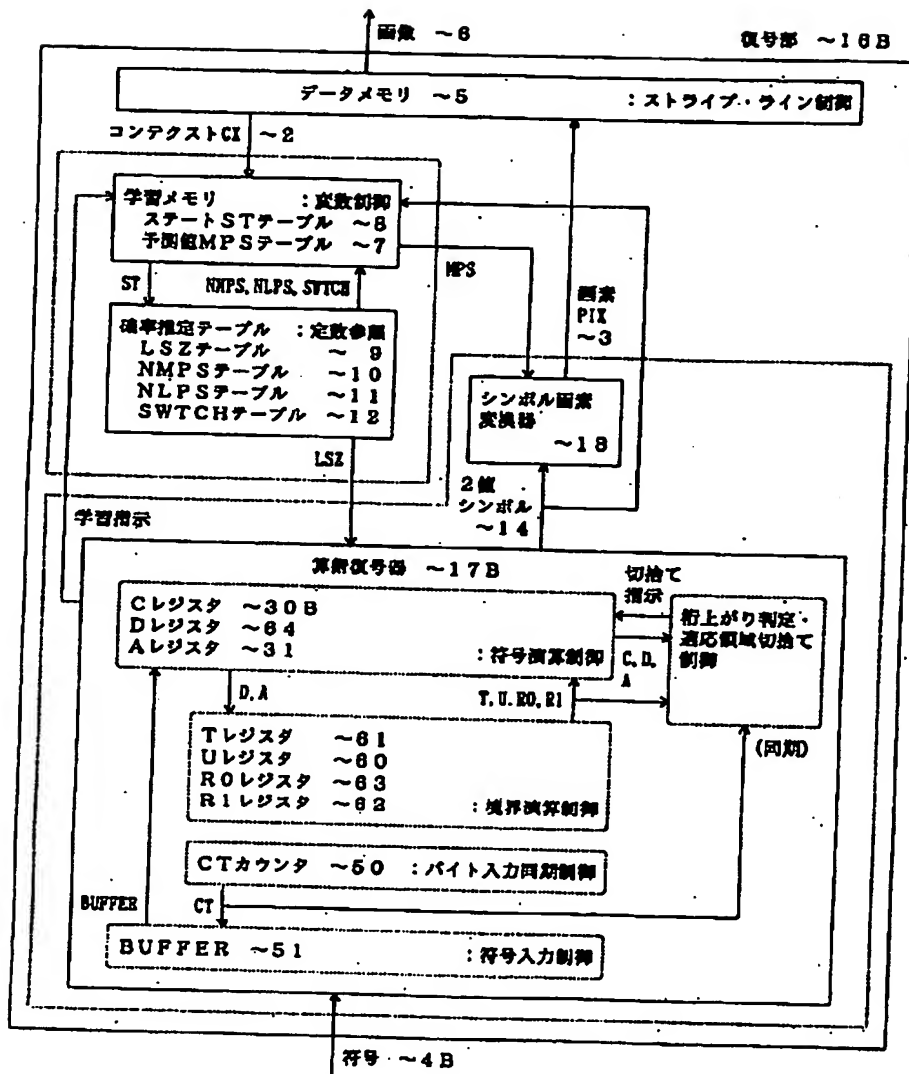 画像 ~6
復号部 ~16B
データメモリ ~5 :ストライプ・ライン制御
コンテクストCX ~2
学習メモリ :変数制御
ステートSTテーブル ~8
予測値MPSテーブル ~7
ST
NMPS, NLPS, SWTCH
MPS
画素
PIX
~3
確率推定テーブル :定数参照
LSZテーブル ~ 9
NMPSテーブル ~10
NLPSテーブル ~11
SWTCHテーブル ~12
シンボル画素
変換器
~18
LSZ
2値
シンボル
~14
学習指示
算術復号器 ~17B
切捨て
指示
Cレジスタ ~30B
Dレジスタ ~64
Aレジスタ ~31
:符号演算制御
桁上がり判定・
適応領域切捨て
制御
C, D,
A
D, A
T, U, R0, R1
(同期)
Tレジスタ ~61
Uレジスタ ~60
R0レジスタ ~63
R1レジスタ ~62
:境界演算制御
CTカウンタ ~50 :バイト入力同期制御
BUFFER
CT
BUFFER ~51 :符号入力制御
符号 ~4B